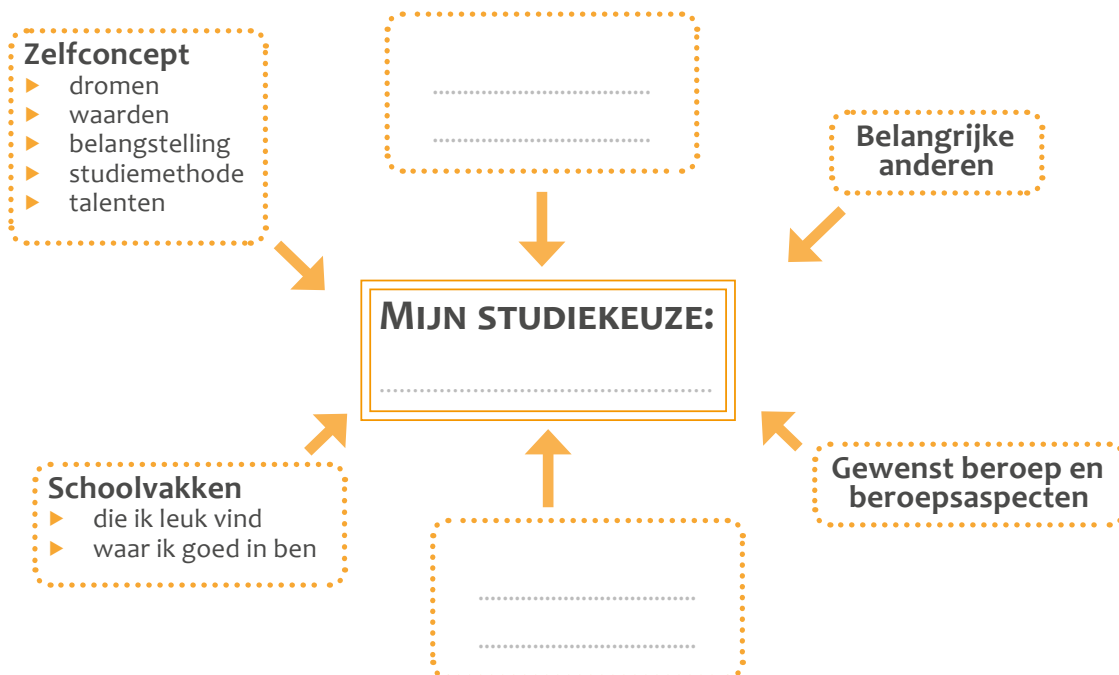 Zelfconcept
dromen
waarden
belangstelling
studiemethode
talenten
Belangrijke
anderen
MIJN STUDIEKEUZE:
Schoolvakken
die ik leuk vind
waar ik goed in ben
Gewenst beroep en
beroepsaspecten